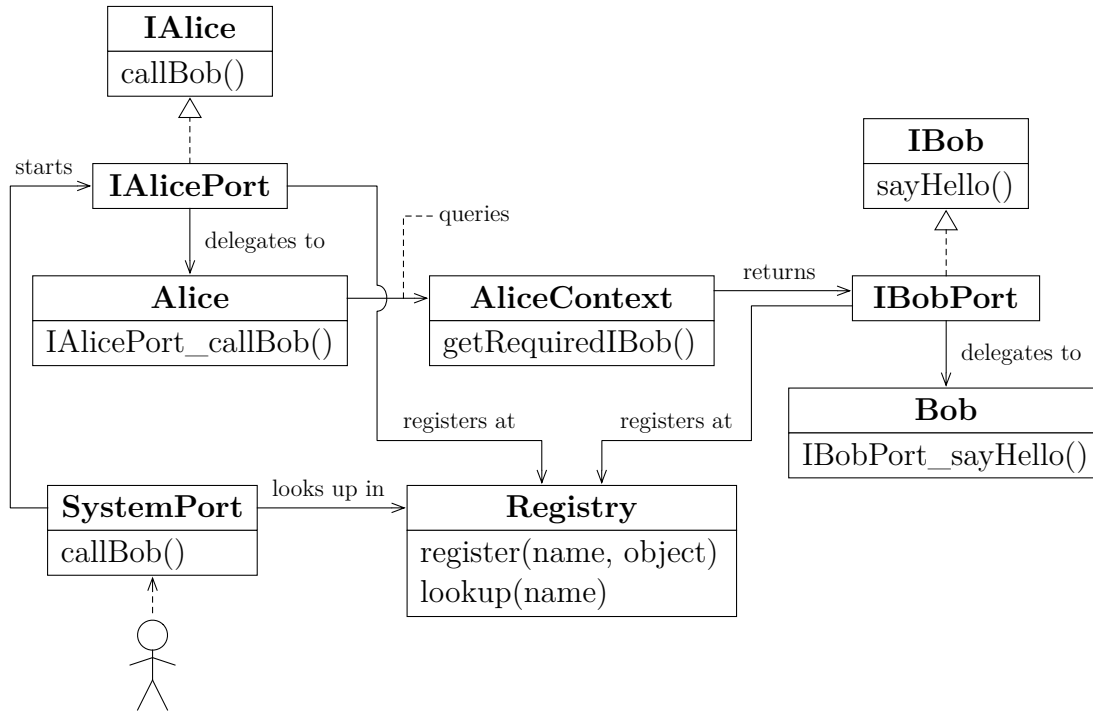 IAlice
callBob()
starts
IAlicePort
delegates to
queries
IBob
sayHello()
Alice
IAlicePort_callBob()
AliceContext
getRequiredIBob()
returns
IBobPort
delegates to
Bob
IBobPort_sayHello()
registers at
registers at
SystemPort
callBob()
looks up in
Registry
register(name, object)
lookup(name)